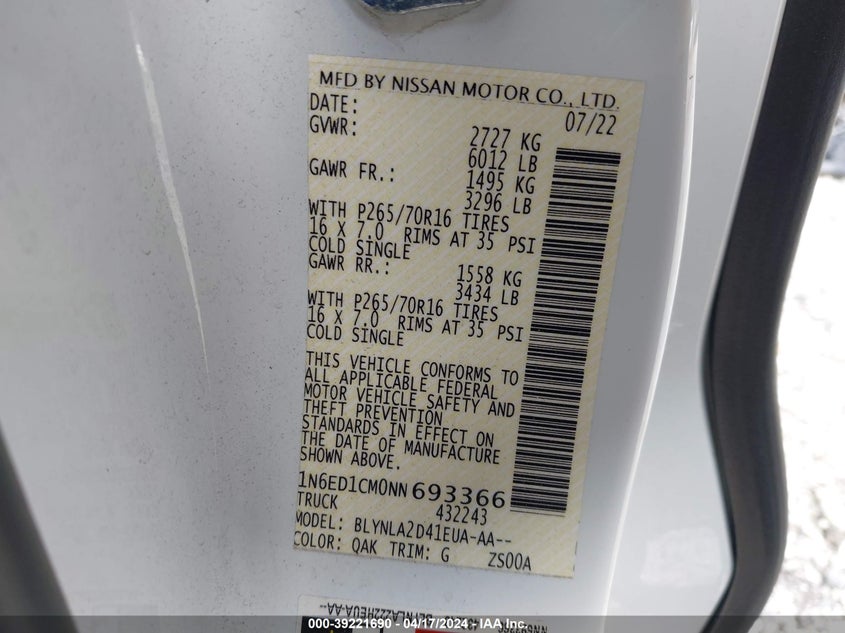 MFD BY NISSAN MOTOR CO., LTD.
DATE: 07/22
GVWR: 2727 KG
6012 LB
GAWR FR.: 1495 KG
3296 LB
WITH P265/70R16 TIRES
16 X 7.0 RIMS AT 35 PSI
COLD SINGLE
GAWR RR.: 1558 KG
3434 LB
WITH P265/70R16 TIRES
16 X 7.0 RIMS AT 35 PSI
COLD SINGLE
THIS VEHICLE CONFORMS TO
ALL APPLICABLE FEDERAL
MOTOR VEHICLE SAFETY AND
THEFT PREVENTION
STANDARDS IN EFFECT ON
THE DATE OF MANUFACTURE
SHOWN ABOVE.
1N6ED1CM0NN693366
TRUCK 432243
MODEL: BLYNLA2D41EUA-AA--
COLOR: QAK TRIM: G ZS00A
000-39221690 - 04/17/2024 - IAAI.COM